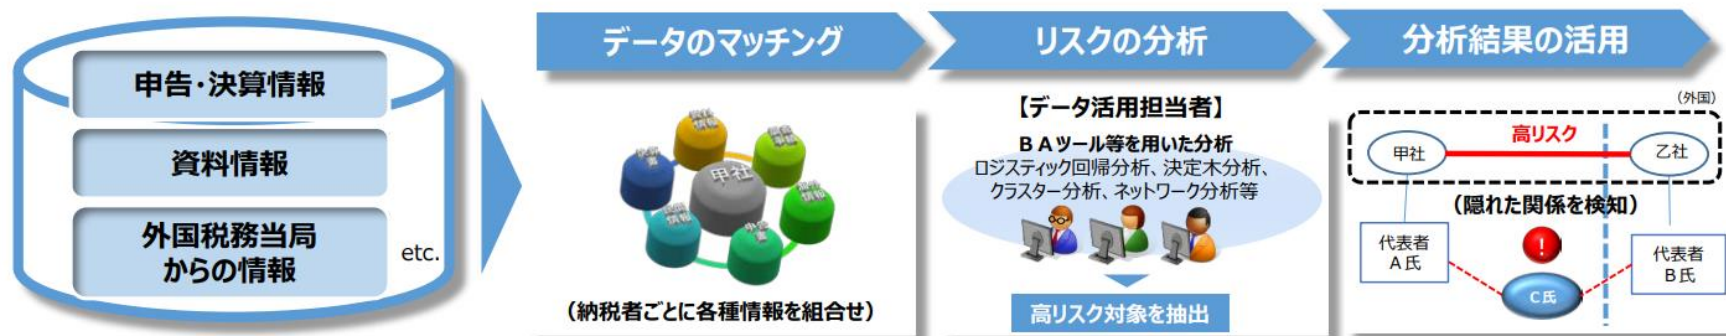 申告・決算情報
資料情報
外国税務当局
からの情報
etc.
データのマッチング
甲社
(納税者ごとに各種情報を組合せ)
リスクの分析
【データ活用担当者】
ＢＡツール等を用いた分析
ロジスティック回帰分析、決定木分析、
クラスター分析、ネットワーク分析等
高リスク対象を抽出
分析結果の活用
(外国)
高リスク
甲社
乙社
(隠れた関係を検知)
!
代表者
Ａ氏
代表者
Ｂ氏
Ｃ氏